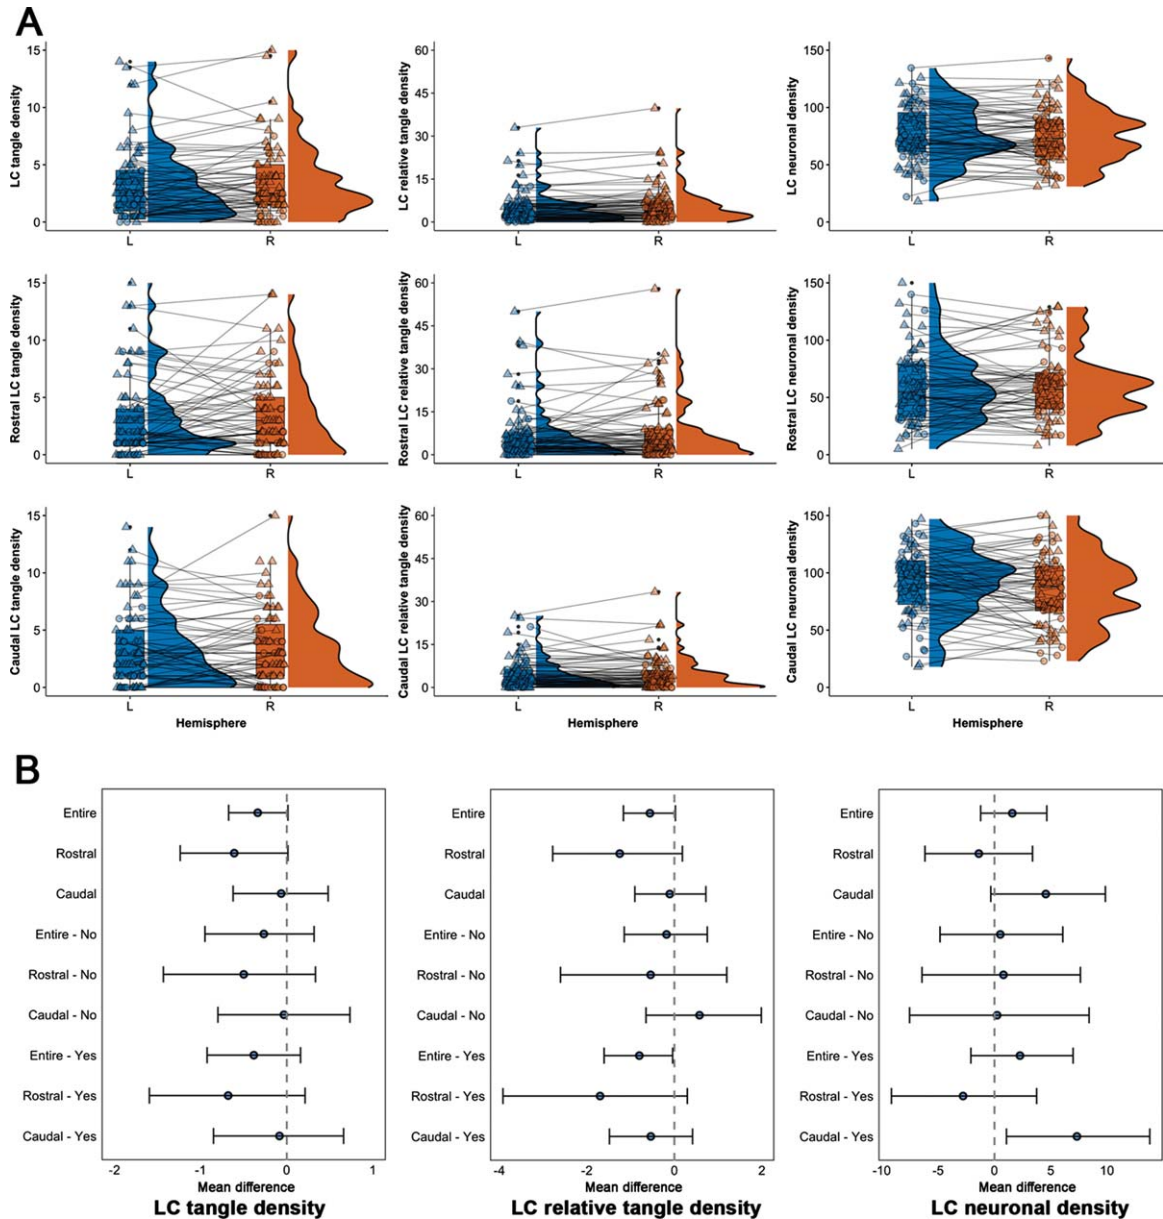 A
LC tangle density
15
10
5
0
L
R
LC relative tangle density
60
45
30
15
0
L
R
LC neuronal density
150
100
50
0
L
R
Rostral LC tangle density
15
10
5
0
L
R
Rostral LC relative tangle density
60
45
30
15
0
L
R
Rostral LC neuronal density
150
100
50
0
L
R
Caudal LC tangle density
15
10
5
0
L
R
Hemisphere
Caudal LC relative tangle density
60
45
30
15
0
L
R
Hemisphere
Caudal LC neuronal density
150
100
50
0
L
R
Hemisphere
B
Entire
Rostral
Caudal
Entire - No
Rostral - No
Caudal - No
Entire - Yes
Rostral - Yes
Caudal - Yes
-2 -1 0 1
Mean difference
LC tangle density
Entire
Rostral
Caudal
Entire - No
Rostral - No
Caudal - No
Entire - Yes
Rostral - Yes
Caudal - Yes
-4 -2 0 2
Mean difference
LC relative tangle density
Entire
Rostral
Caudal
Entire - No
Rostral - No
Caudal - No
Entire - Yes
Rostral - Yes
Caudal - Yes
-10 -5 0 5 10
Mean difference
LC neuronal density